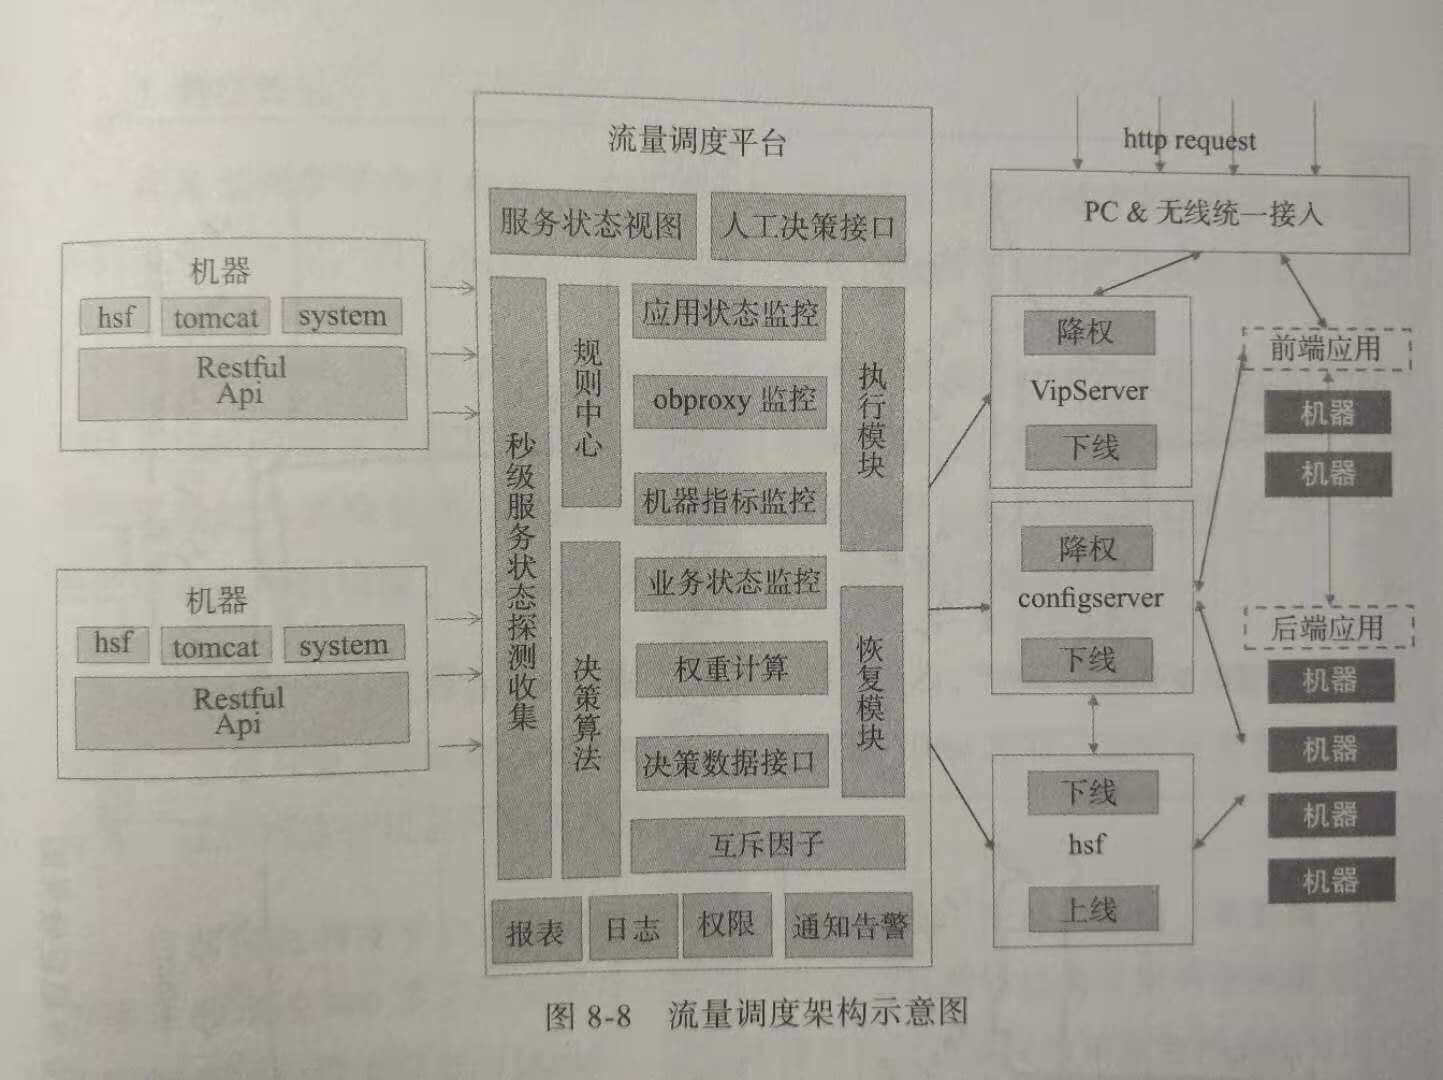 流量调度平台
服务状态视图
人工决策接口
机器
hsf
tomcat
system
Restful
Api
机器
hsf
tomcat
system
Restful
Api
秒级服务状态探测收集
规则中心
决策算法
应用状态监控
obproxy 监控
机器指标监控
业务状态监控
权重计算
决策数据接口
互斥因子
执行模块
恢复模块
报表
日志
权限
通知告警
http request
PC & 无线统一接入
降权
VipServer
下线
降权
configserver
下线
下线
hsf
上线
前端应用
机器
机器
后端应用
机器
机器
机器
机器
图 8-8 流量调度架构示意图